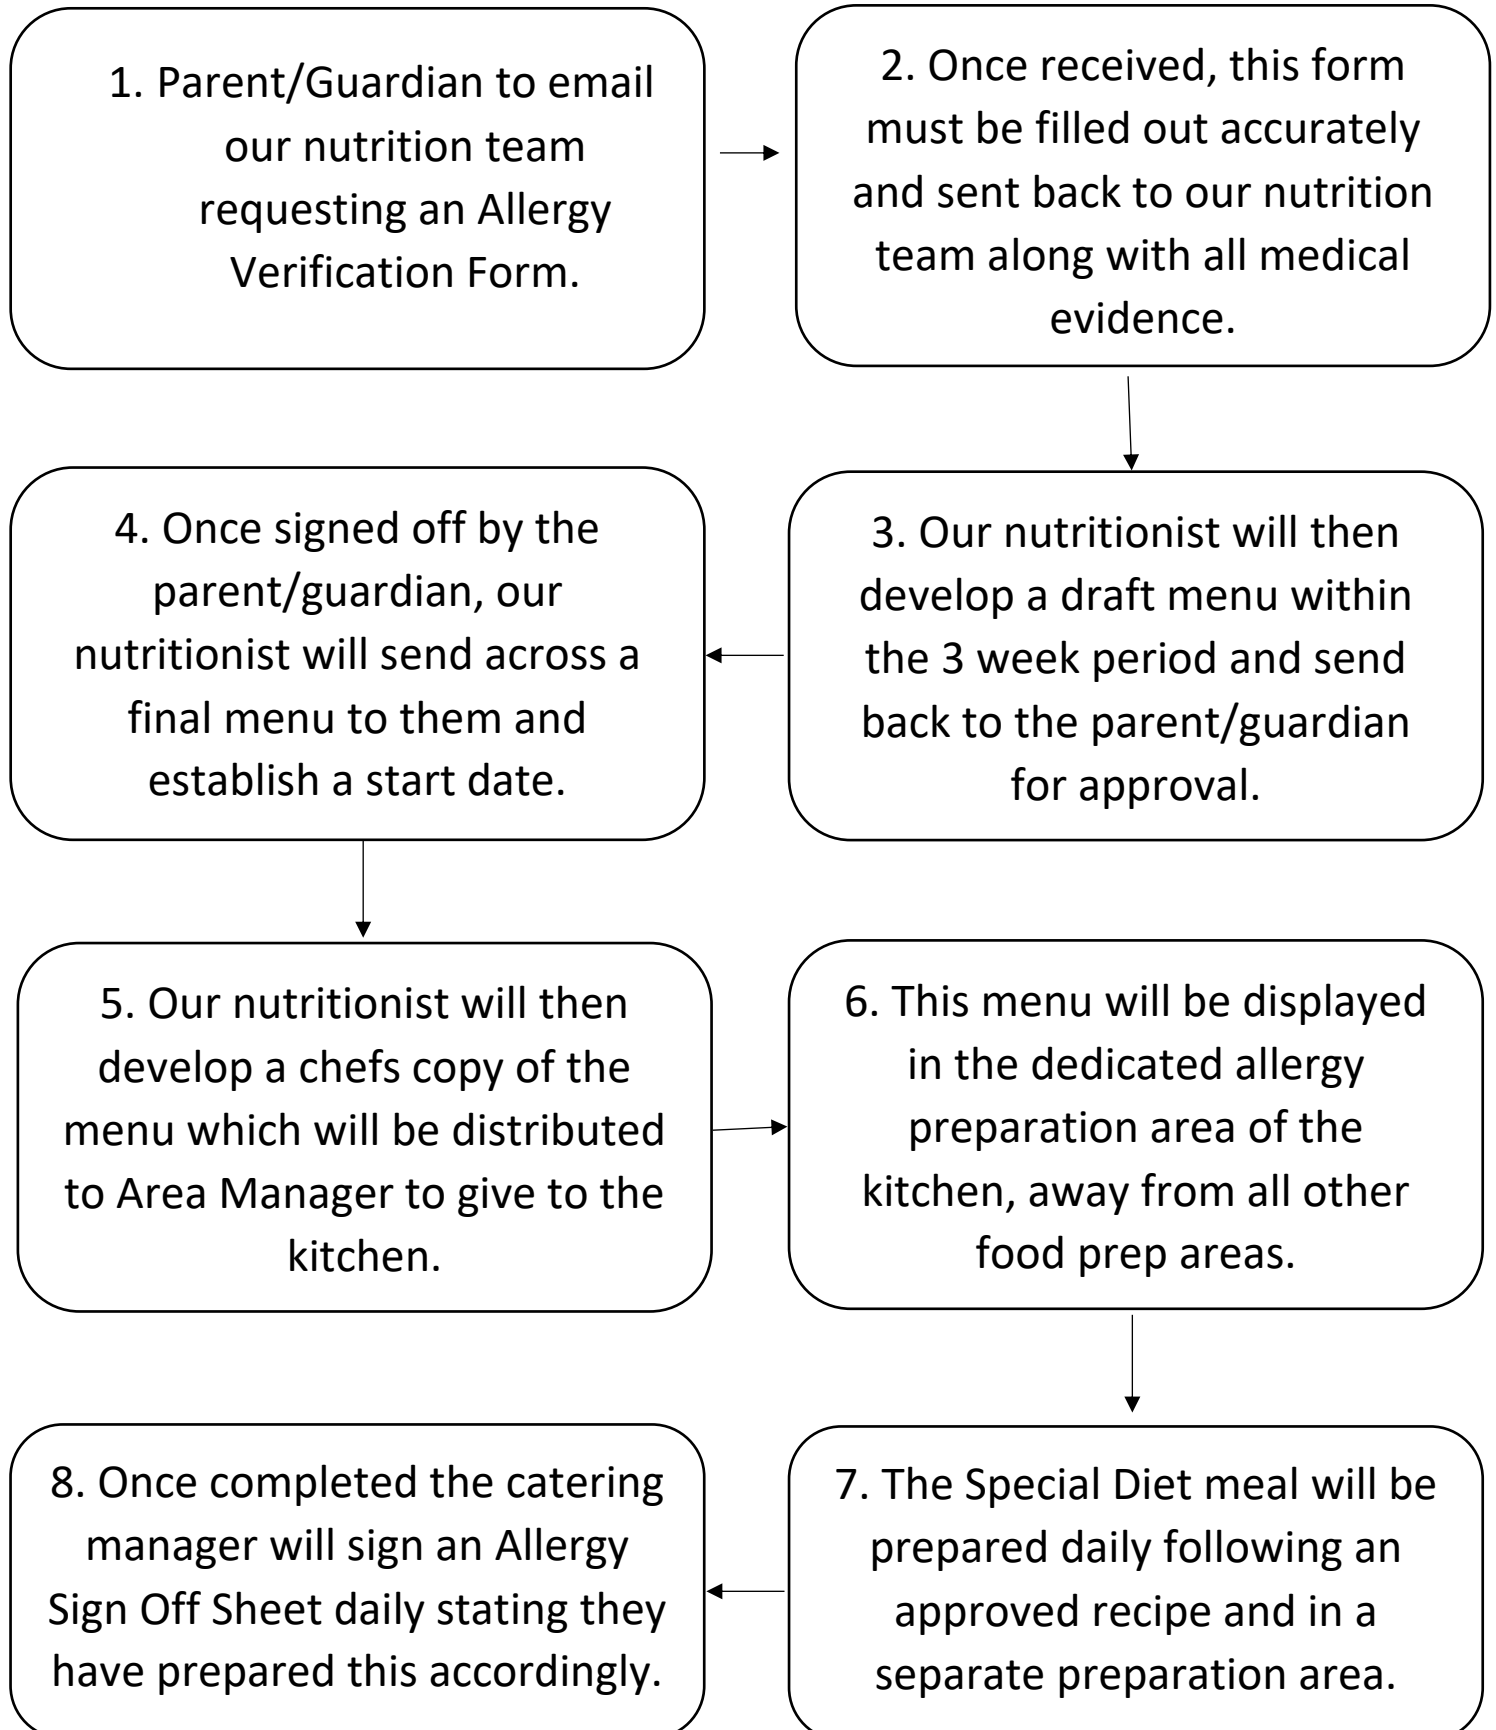 1. Parent/Guardian to email
our nutrition team
requesting an Allergy
Verification Form.
2. Once received, this form
must be filled out accurately
and sent back to our nutrition
team along with all medical
evidence.
3. Our nutritionist will then
develop a draft menu within
the 3 week period and send
back to the parent/guardian
for approval.
4. Once signed off by the
parent/guardian, our
nutritionist will send across a
final menu to them and
establish a start date.
5. Our nutritionist will then
develop a chefs copy of the
menu which will be distributed
to Area Manager to give to the
kitchen.
6. This menu will be displayed
in the dedicated allergy
preparation area of the
kitchen, away from all other
food prep areas.
7. The Special Diet meal will be
prepared daily following an
approved recipe and in a
separate preparation area.
8. Once completed the catering
manager will sign an Allergy
Sign Off Sheet daily stating they
have prepared this accordingly.